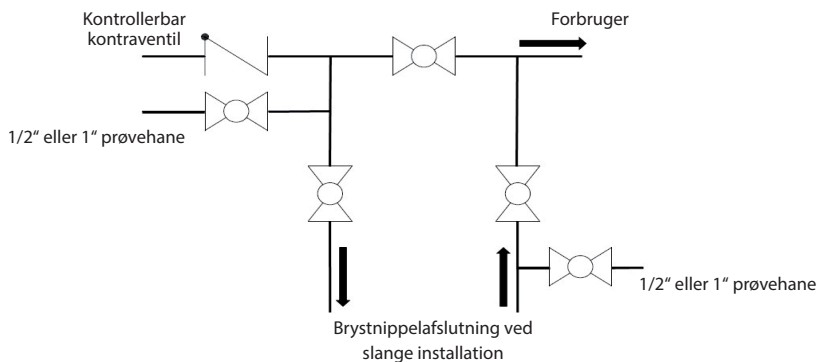 Kontrollerbar
kontraventil
Forbruger
1/2“ eller 1“ prøvehane
1/2“ eller 1“ prøvehane
Brystnippelafslutning ved
slange installation